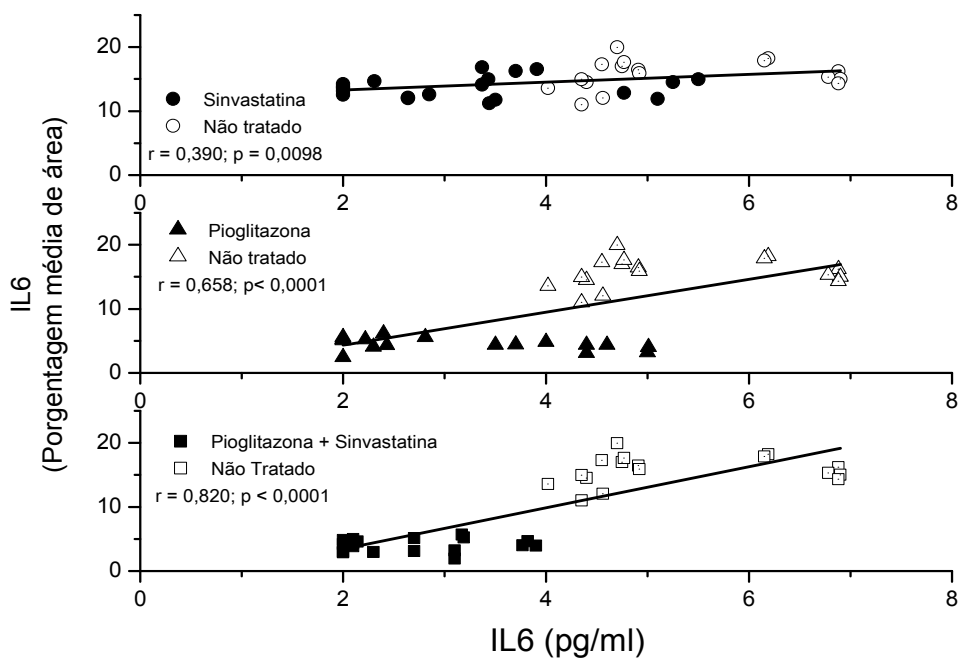 IL6
(Porgentagem média de área)
20
10
0
Sinvastatina
Não tratado
r = 0,390; p = 0,0098
0
2
4
6
8
20
10
0
Pioglitazona
Não tratado
r = 0,658; p< 0,0001
0
2
4
6
8
20
10
0
Pioglitazona + Sinvastatina
Não Tratado
r = 0,820; p < 0,0001
0
2
4
6
8
IL6 (pg/ml)